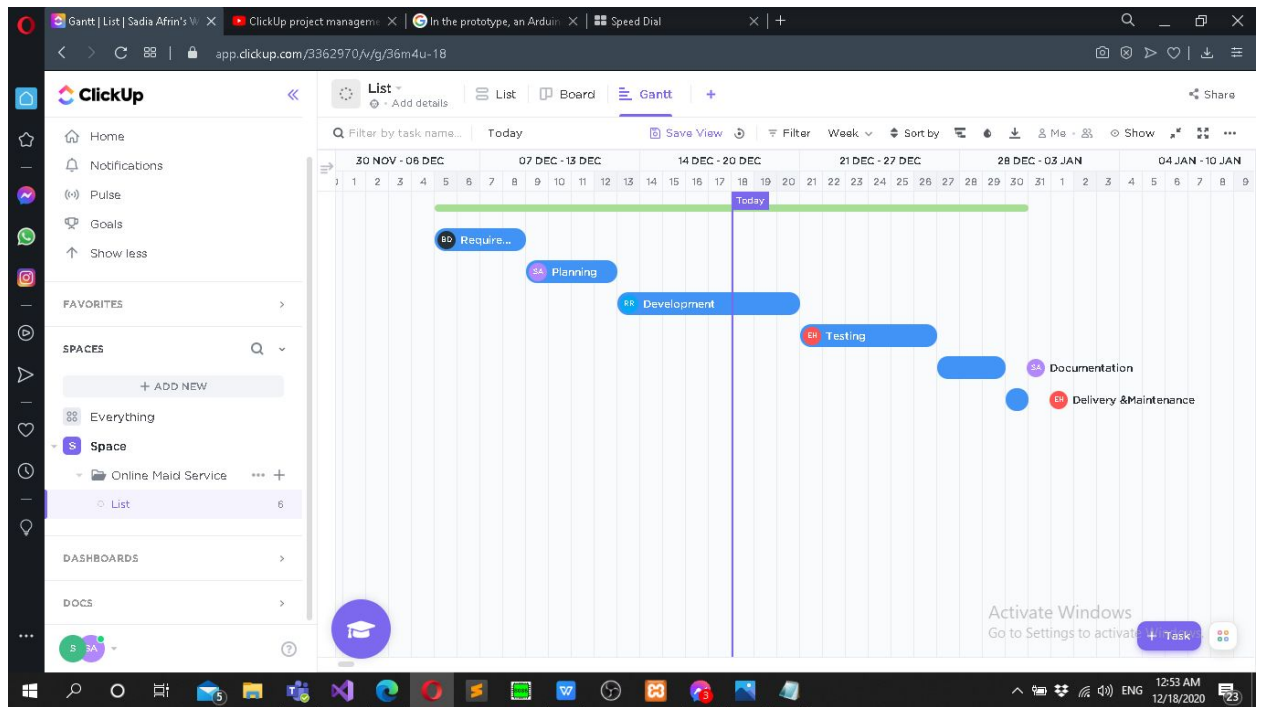 Gantt | List | Sadia Afrin's W
ClickUp project manageme
In the prototype, an Arduin
Speed Dial
app.clickup.com/3362970/v/g/36m4u-18
ClickUp
List
Add details
List
Board
Gantt
Share
Filter by task name...
Today
Save View
Filter
Week
Sort by
Me
Show
Home
Notifications
Pulse
Goals
Show less
FAVORITES
SPACES
+ ADD NEW
Everything
S Space
Online Maid Service
List 6
DASHBOARDS
DOCS
S SA
30 NOV - 06 DEC 07 DEC - 13 DEC 14 DEC - 20 DEC 21 DEC - 27 DEC 28 DEC - 03 JAN 04 JAN - 10 JAN
1 2 3 4 5 6 7 8 9 10 11 12 13 14 15 16 17 18 19 20 21 22 23 24 25 26 27 28 29 30 31 1 2 3 4 5 6 7 8 9
Today
BD Require...
SA Planning
RR Development
EH Testing
SA Documentation
EH Delivery &Maintenance
Activate Windows
Go to Settings to activate Windows.
+ Task
5
3
ENG
12:53 AM
12/18/2020
23